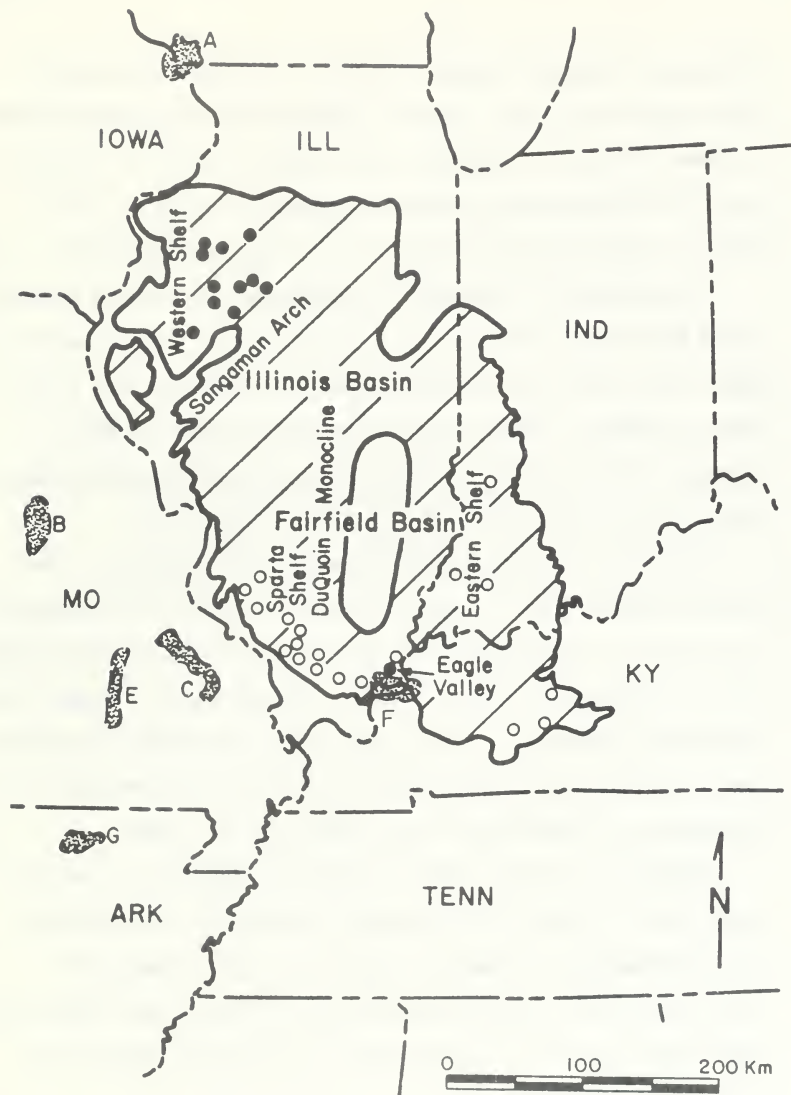 A
IOWA
ILL
Western Shelf
Sangaman Arch
IND
Illinois Basin
DuQuoin Monocline
Fairfield Basin
Eastern Shelf
Sparta
Shelf
B
MO
C
E
Eagle
Valley
KY
F
G
ARK
TENN
N
0 100 200 Km